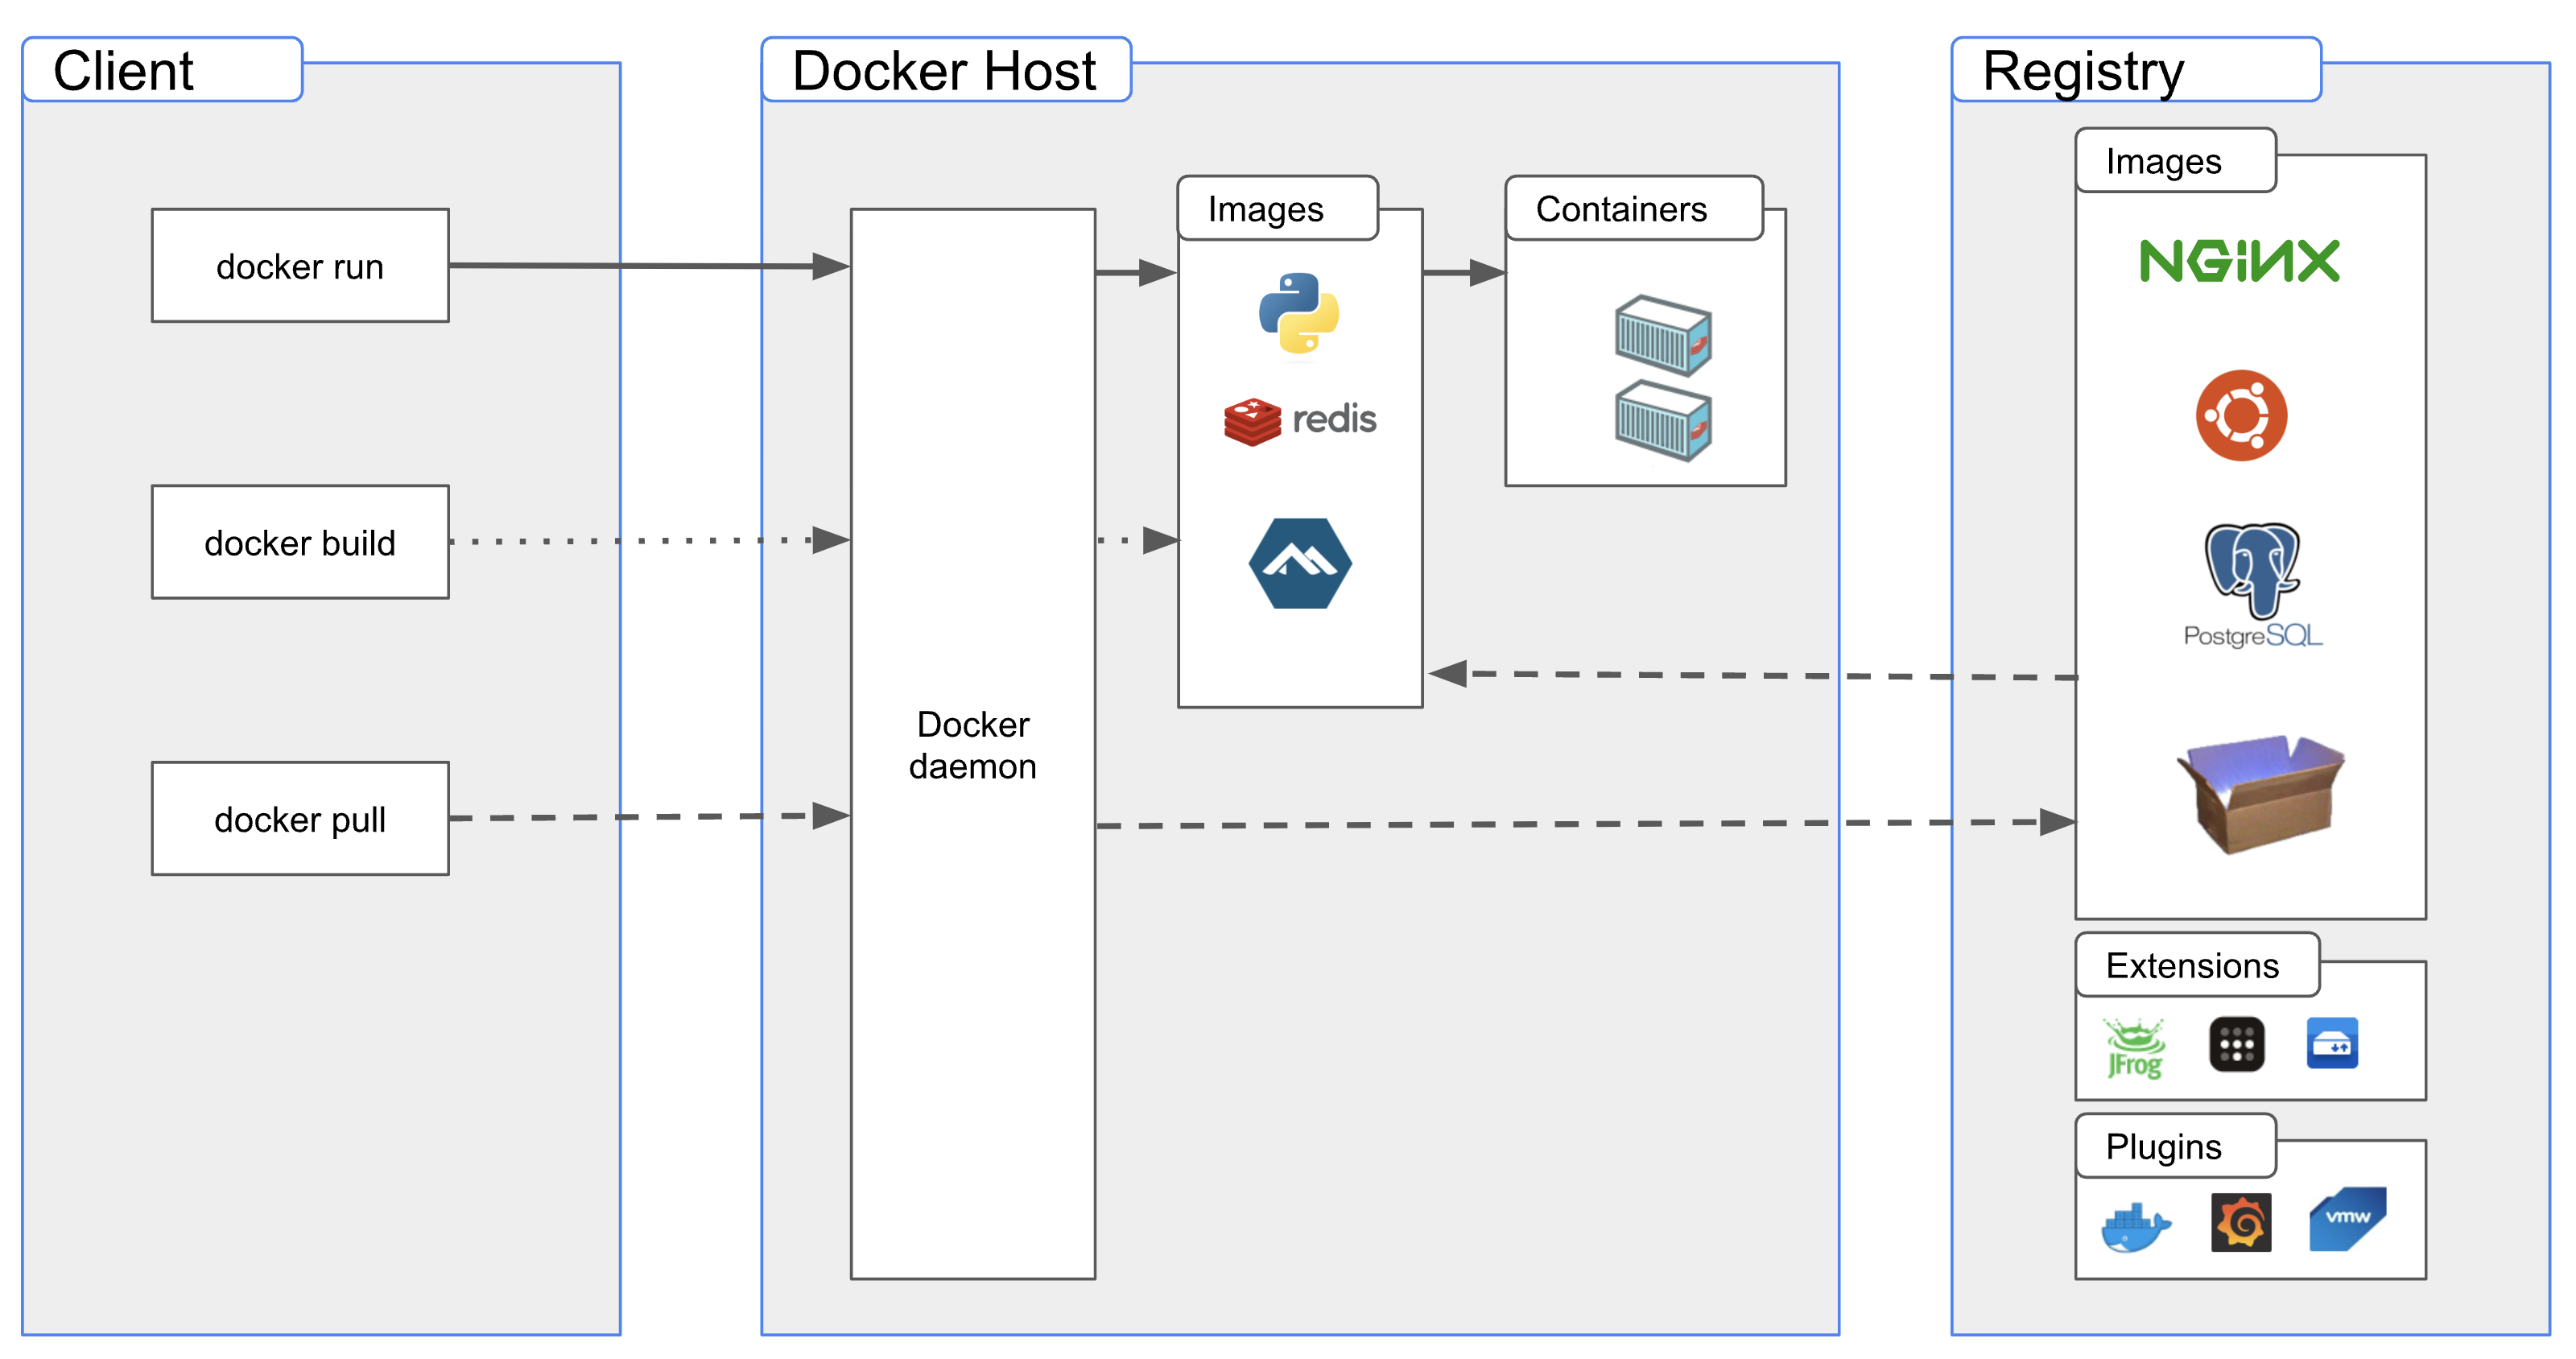 Client
docker run
docker build
docker pull
Docker Host
Docker
daemon
Images
redis
Containers
Registry
Images
NGINX
PostgreSQL
Extensions
JFrog
Plugins
vmw